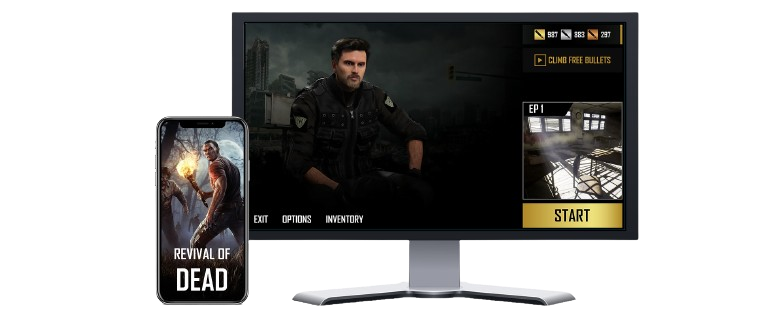 987 883 297
CLIMB FREE BULLETS
EP 1
START
EXIT OPTIONS INVENTORY
REVIVAL OF
DEAD